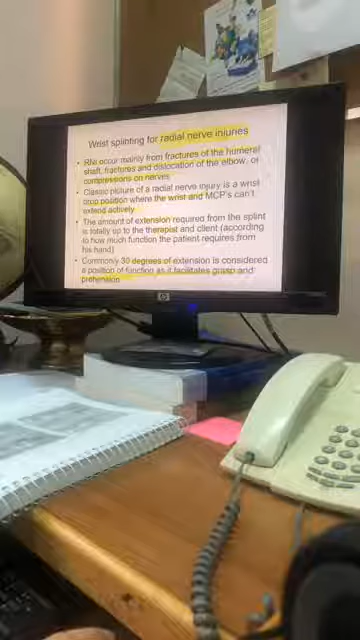 Wrist splinting for radial nerve injuries
• RNI occur mainly from fractures of the humeral
shaft, fractures and dislocation of the elbow, or
compressions on nerves
• Classic picture of a radial nerve injury is a wrist
drop position where the wrist and MCP's can't
extend actively
• The amount of extension required from the splint
is totally up to the therapist and client (according
to how much function the patient requires from
his hand)
• Commonly 30 degrees of extension is considered
a position of function as it facilitates grasp and
prehension
hp